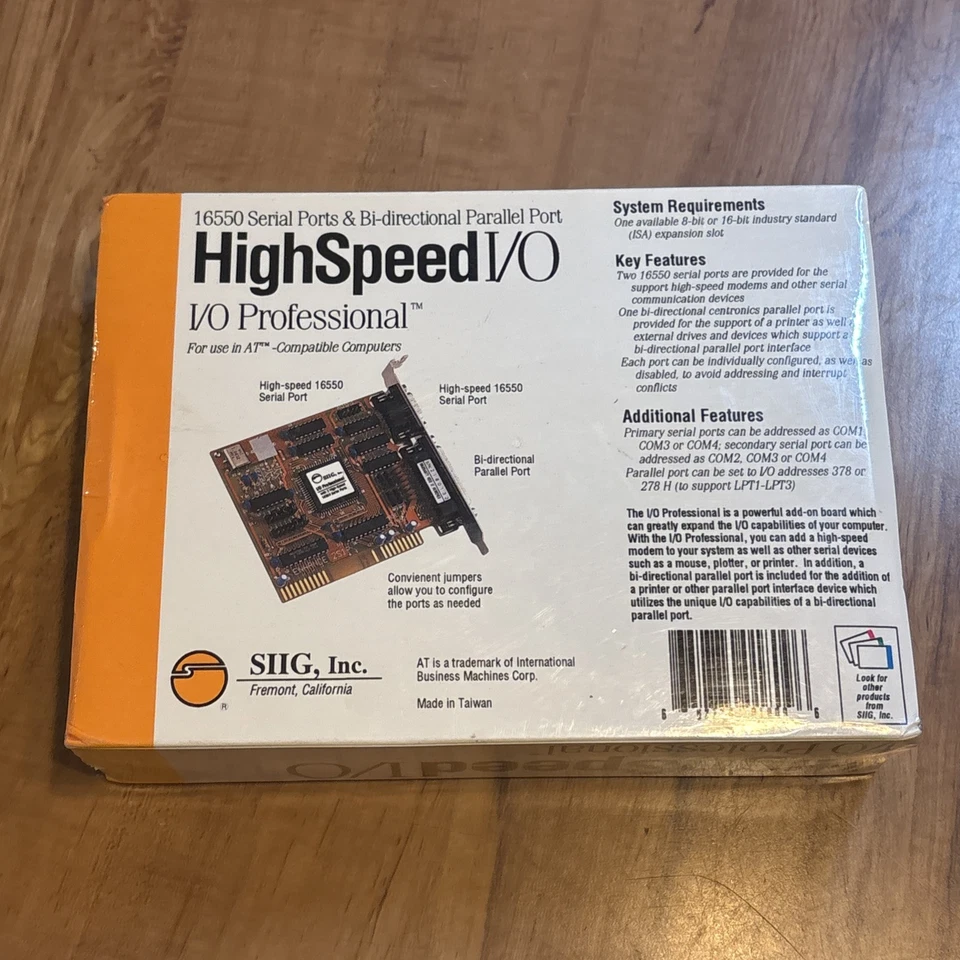 16550 Serial Ports & Bi-directional Parallel Port
HighSpeed I/O
I/O Professional™
For use in AT™-Compatible Computers
High-speed 16550
Serial Port
High-speed 16550
Serial Port
Bi-directional
Parallel Port
SIIG, Inc.
Convienent jumpers
allow you to configure
the ports as needed
SIIG, Inc.
Fremont, California
®
AT is a trademark of International
Business Machines Corp.
Made in Taiwan
System Requirements
One available 8-bit or 16-bit industry standard
(ISA) expansion slot
Key Features
Two 16550 serial ports are provided for the
support high-speed modems and other serial
communication devices
One bi-directional centronics parallel port is
provided for the support of a printer as well
external drives and devices which support a
bi-directional parallel port interface
Each port can be individually configured, as well as
disabled, to avoid addressing and interrupt
conflicts
Additional Features
Primary serial ports can be addressed as COM1
COM3 or COM4; secondary serial port can be
addressed as COM2, COM3 or COM4
Parallel port can be set to I/O addresses 378 or
278 H (to support LPT1-LPT3)
The I/O Professional is a powerful add-on board which
can greatly expand the I/O capabilities of your computer.
With the I/O Professional, you can add a high-speed
modem to your system as well as other serial devices
such as a mouse, plotter, or printer. In addition, a
bi-directional parallel port is included for the addition of
a printer or other parallel port interface device which
utilizes the unique I/O capabilities of a bi-directional
parallel port.
6 6
Look for
other
products
from
SIIG, Inc.
I/O Professional
HighSpeed I/O